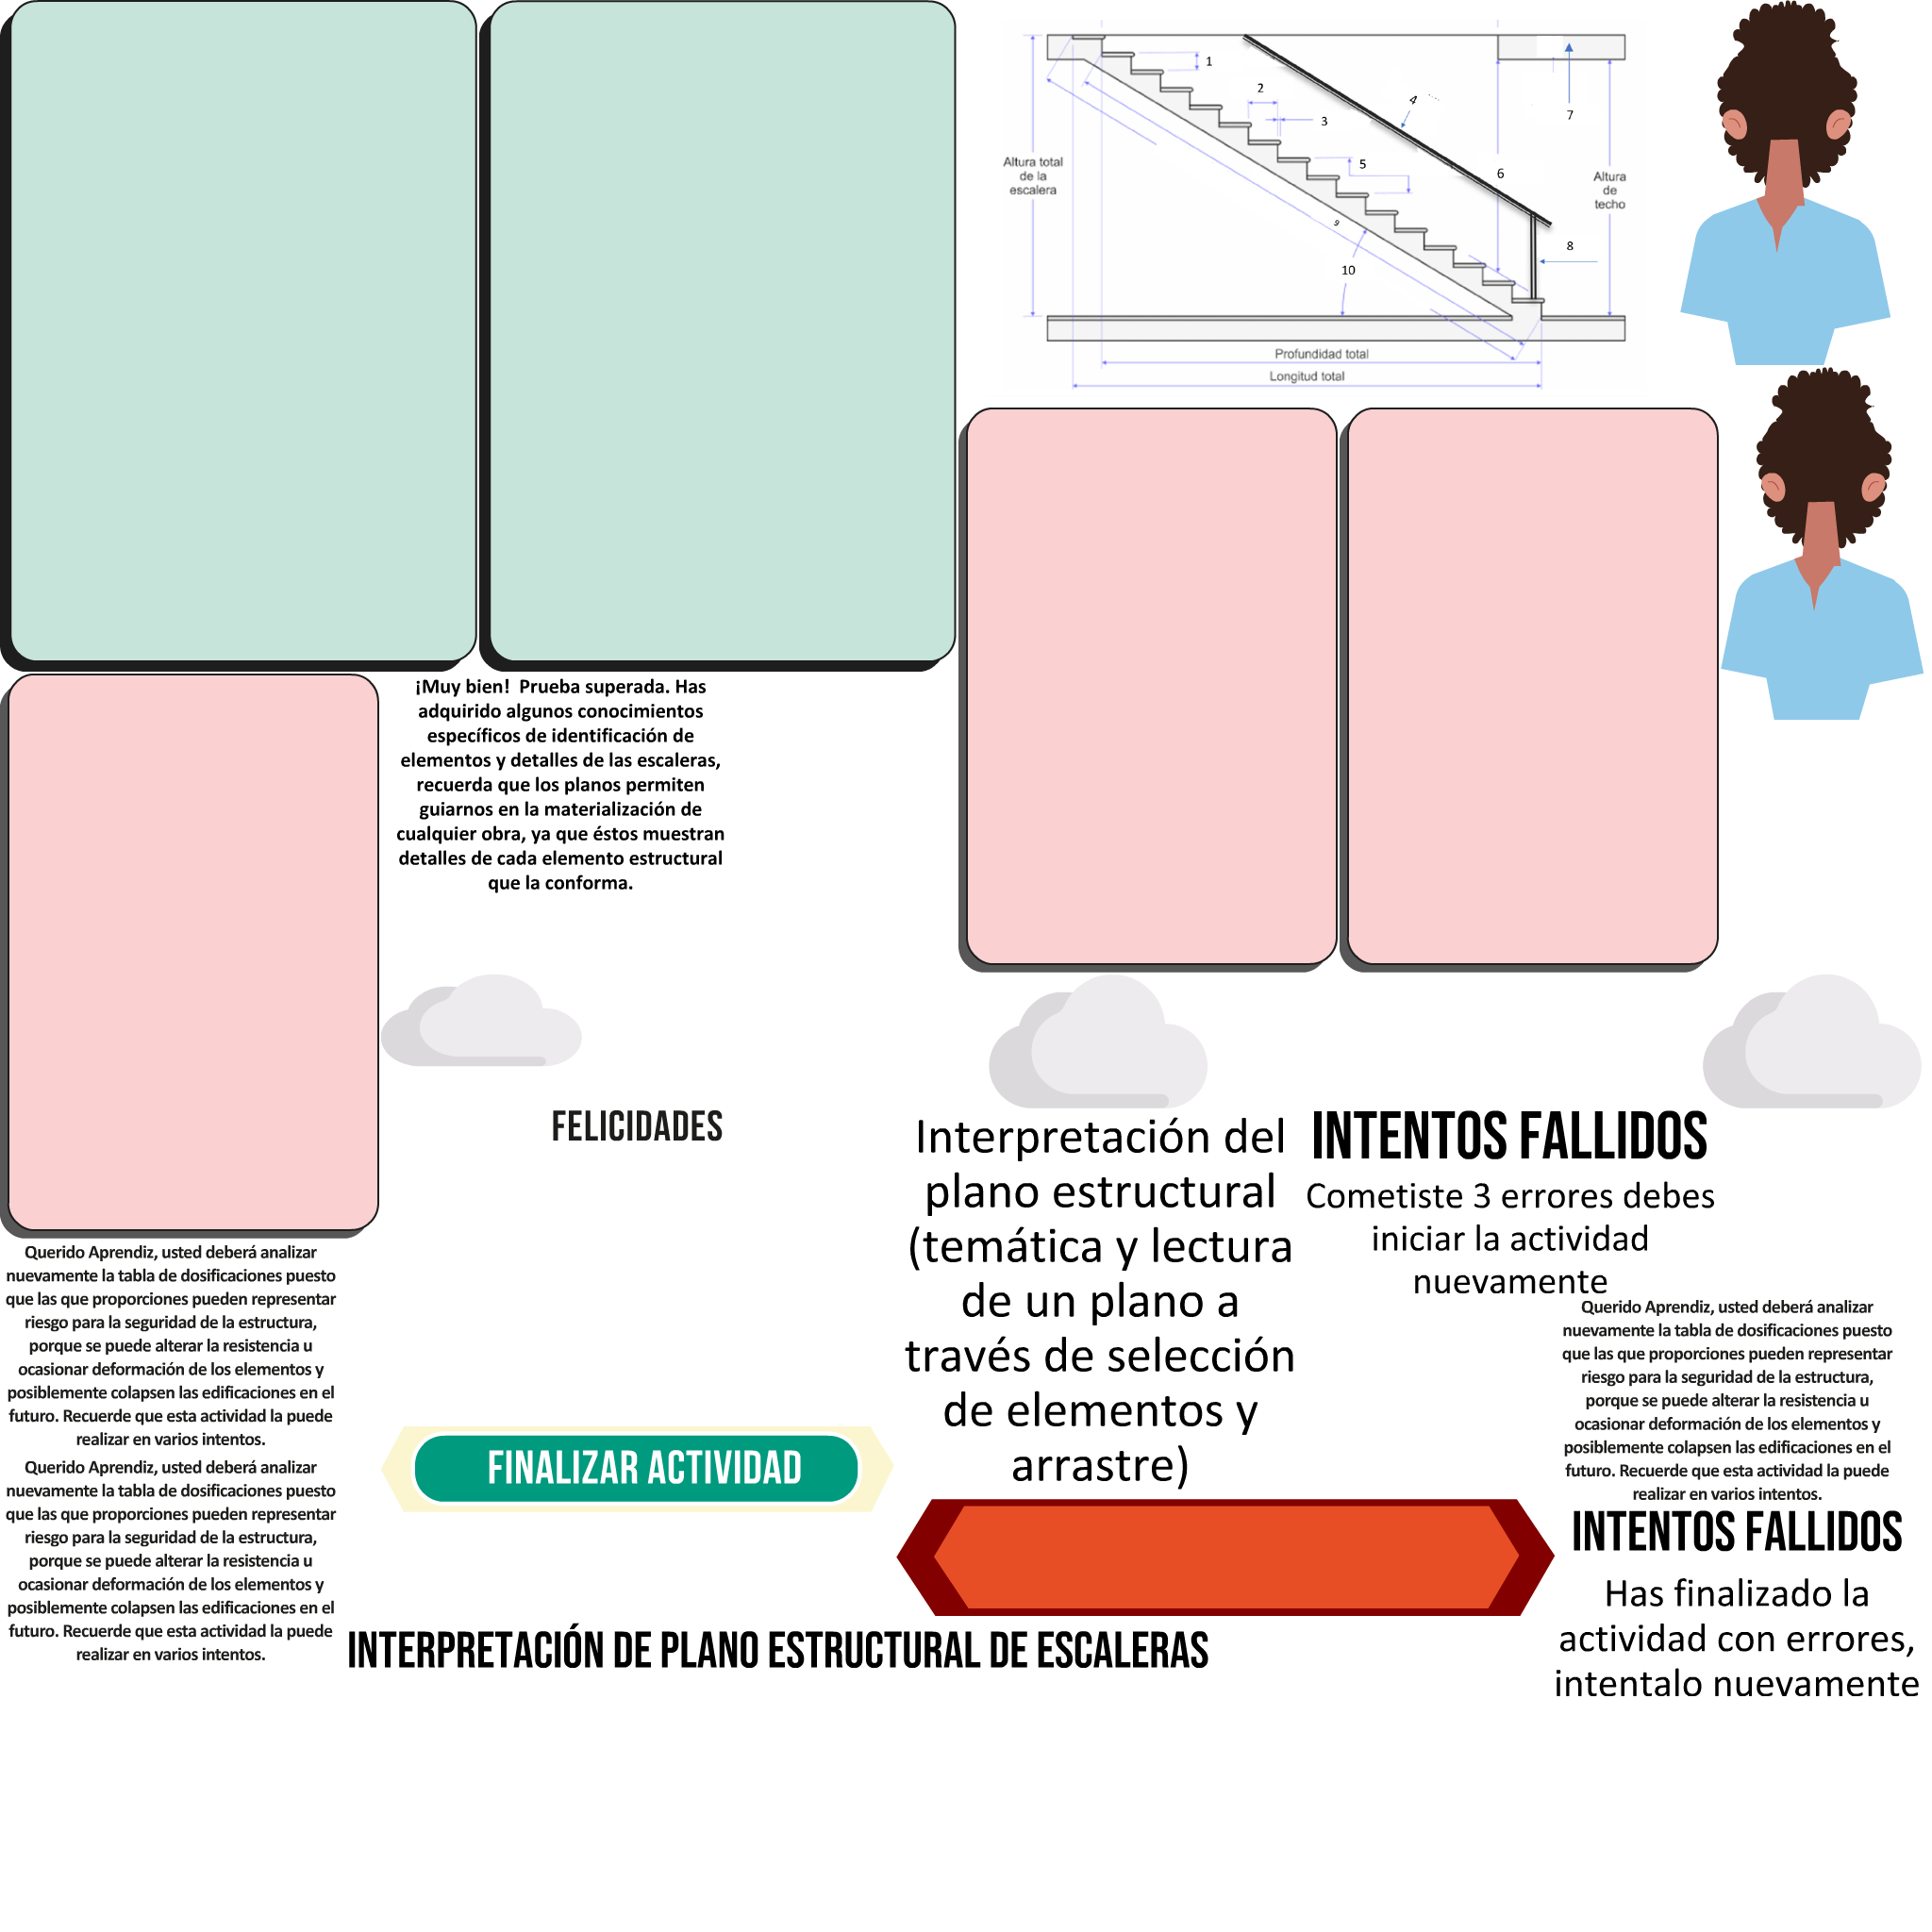 1
2
3
4
5
6
7
8
9
10
Altura total
de la
escalera
Altura
de
techo
Profundidad total
Longitud total
¡Muy bien!  Prueba superada. Has
adquirido algunos conocimientos
específicos de identificación de
elementos y detalles de las escaleras,
recuerda que los planos permiten
guiarnos en la materialización de
cualquier obra, ya que éstos muestran
detalles de cada elemento estructural
que la conforma.
FELICIDADES
Interpretación del
plano estructural
(temática y lectura
de un plano a
través de selección
de elementos y
arrastre)
INTENTOS FALLIDOS
Cometiste 3 errores debes
iniciar la actividad
nuevamente
Querido Aprendiz, usted deberá analizar
nuevamente la tabla de dosificaciones puesto
que las que proporciones pueden representar
riesgo para la seguridad de la estructura,
porque se puede alterar la resistencia u
ocasionar deformación de los elementos y
posiblemente colapsen las edificaciones en el
futuro. Recuerde que esta actividad la puede
realizar en varios intentos.
Querido Aprendiz, usted deberá analizar
nuevamente la tabla de dosificaciones puesto
que las que proporciones pueden representar
riesgo para la seguridad de la estructura,
porque se puede alterar la resistencia u
ocasionar deformación de los elementos y
posiblemente colapsen las edificaciones en el
futuro. Recuerde que esta actividad la puede
realizar en varios intentos.
Querido Aprendiz, usted deberá analizar
nuevamente la tabla de dosificaciones puesto
que las que proporciones pueden representar
riesgo para la seguridad de la estructura,
porque se puede alterar la resistencia u
ocasionar deformación de los elementos y
posiblemente colapsen las edificaciones en el
futuro. Recuerde que esta actividad la puede
realizar en varios intentos.
FINALIZAR ACTIVIDAD
INTERPRETACIÓN DE PLANO ESTRUCTURAL DE ESCALERAS
INTENTOS FALLIDOS
Has finalizado la
actividad con errores,
intentalo nuevamente